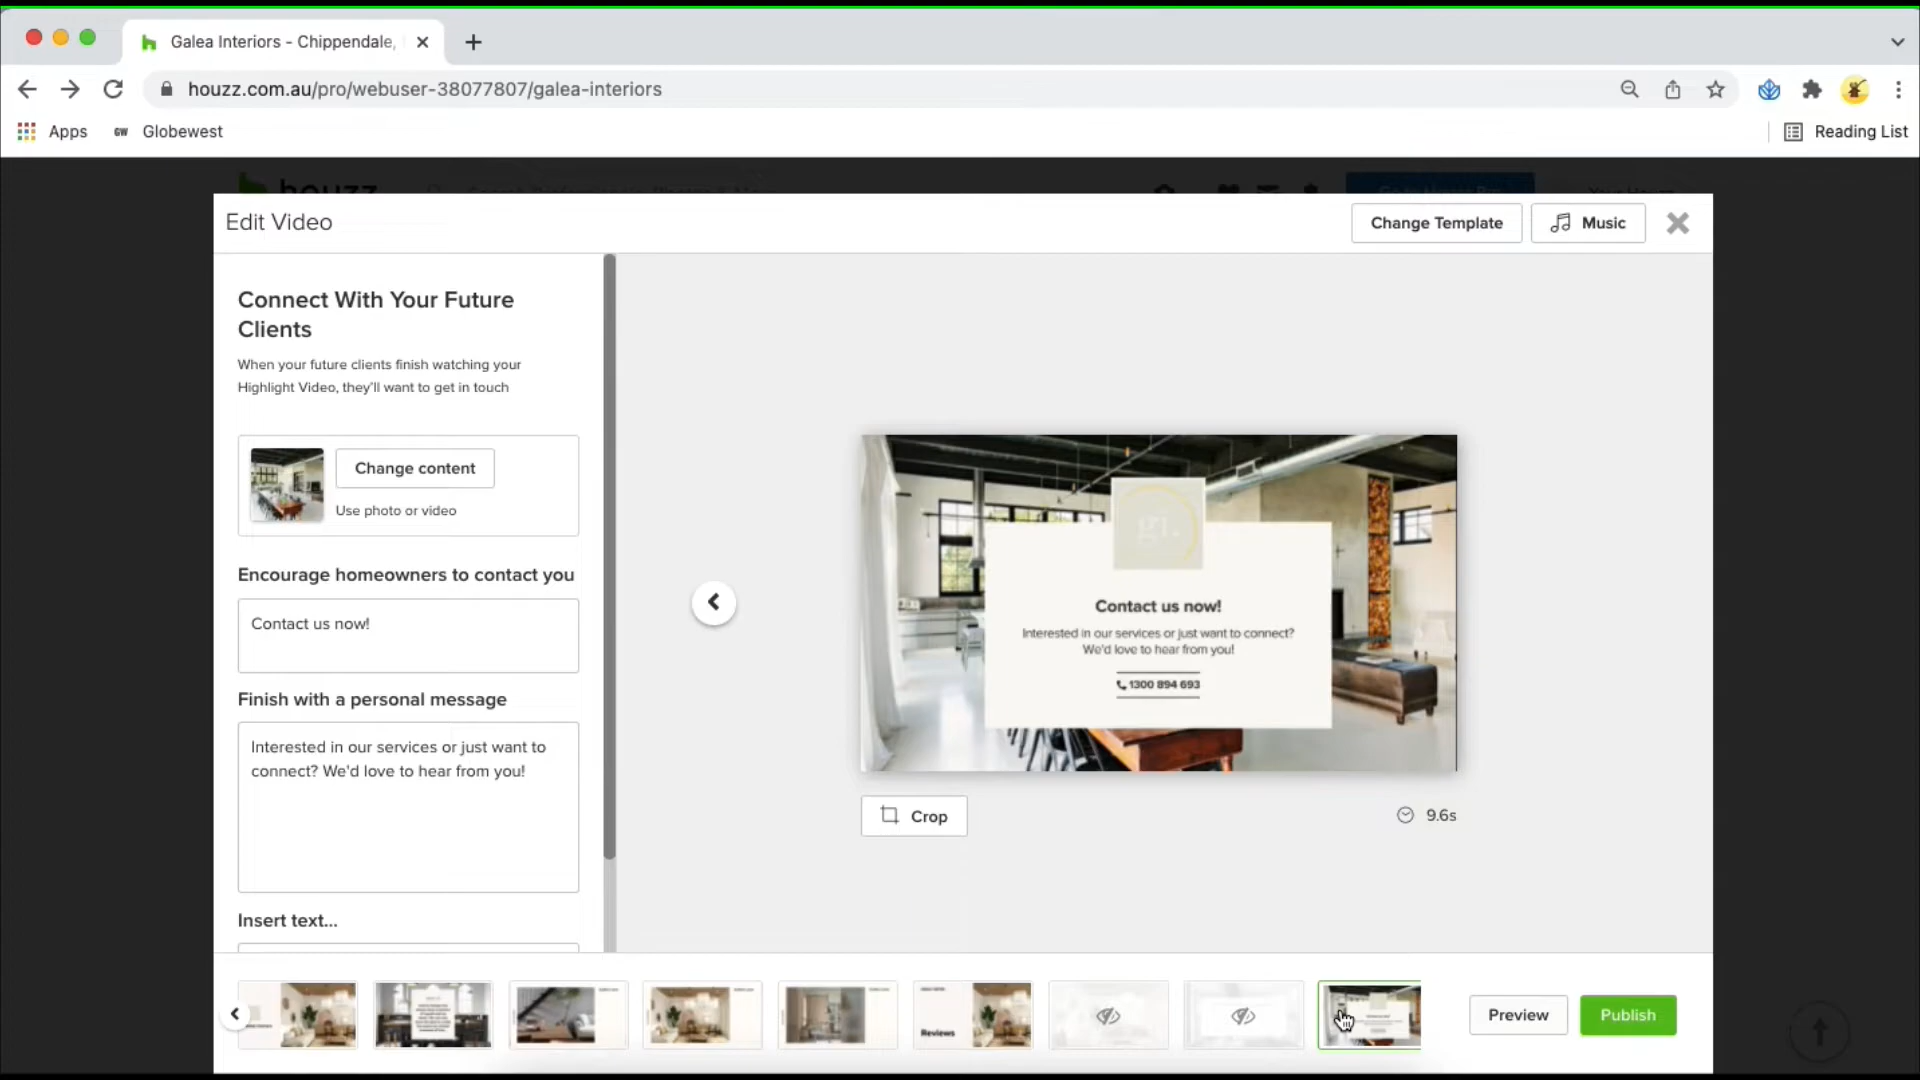 Galea Interiors - Chippendale,
houzz.com.au/pro/webuser-38077807/galea-interiors
Apps
GW Globewest
Reading List
houzz
Edit Video
Change Template
Music
Connect With Your Future
Clients
When your future clients finish watching your
Highlight Video, they'll want to get in touch
Change content
Use photo or video
Encourage homeowners to contact you
Contact us now!
Finish with a personal message
Interested in our services or just want to
connect? We'd love to hear from you!
Insert text...
gi.
Contact us now!
Interested in our services or just want to connect?
We'd love to hear from you!
1300 894 693
Crop
9.6s
Reviews
Preview
Publish